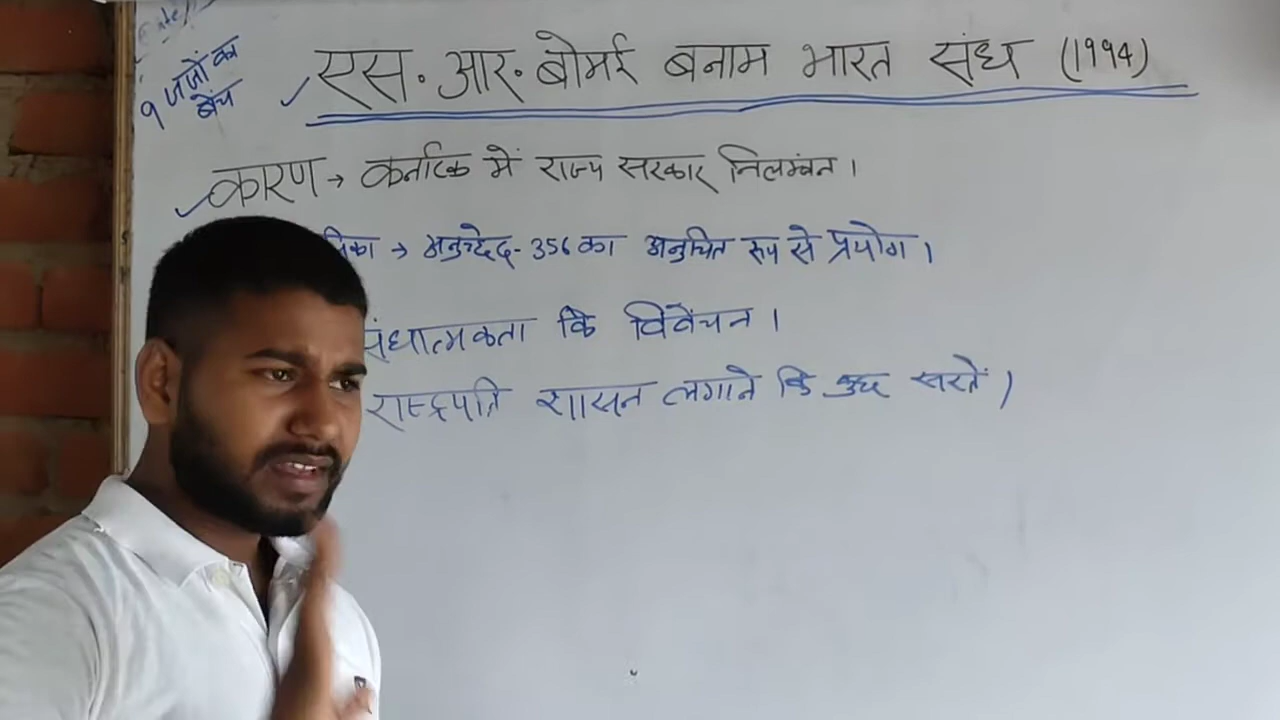 9 जजों का
बेंच
एस. आर. बोमई बनाम भारत संघ (1994)
कारण → कर्नाटक में राज्य सरकार निलम्बंन।
→ अनुच्छेद-356 का अनुचित रूप से प्रयोग।
संघात्मकता कि विवेचन।
राष्ट्रपति शासन लगाने कि कुछ सरतें।